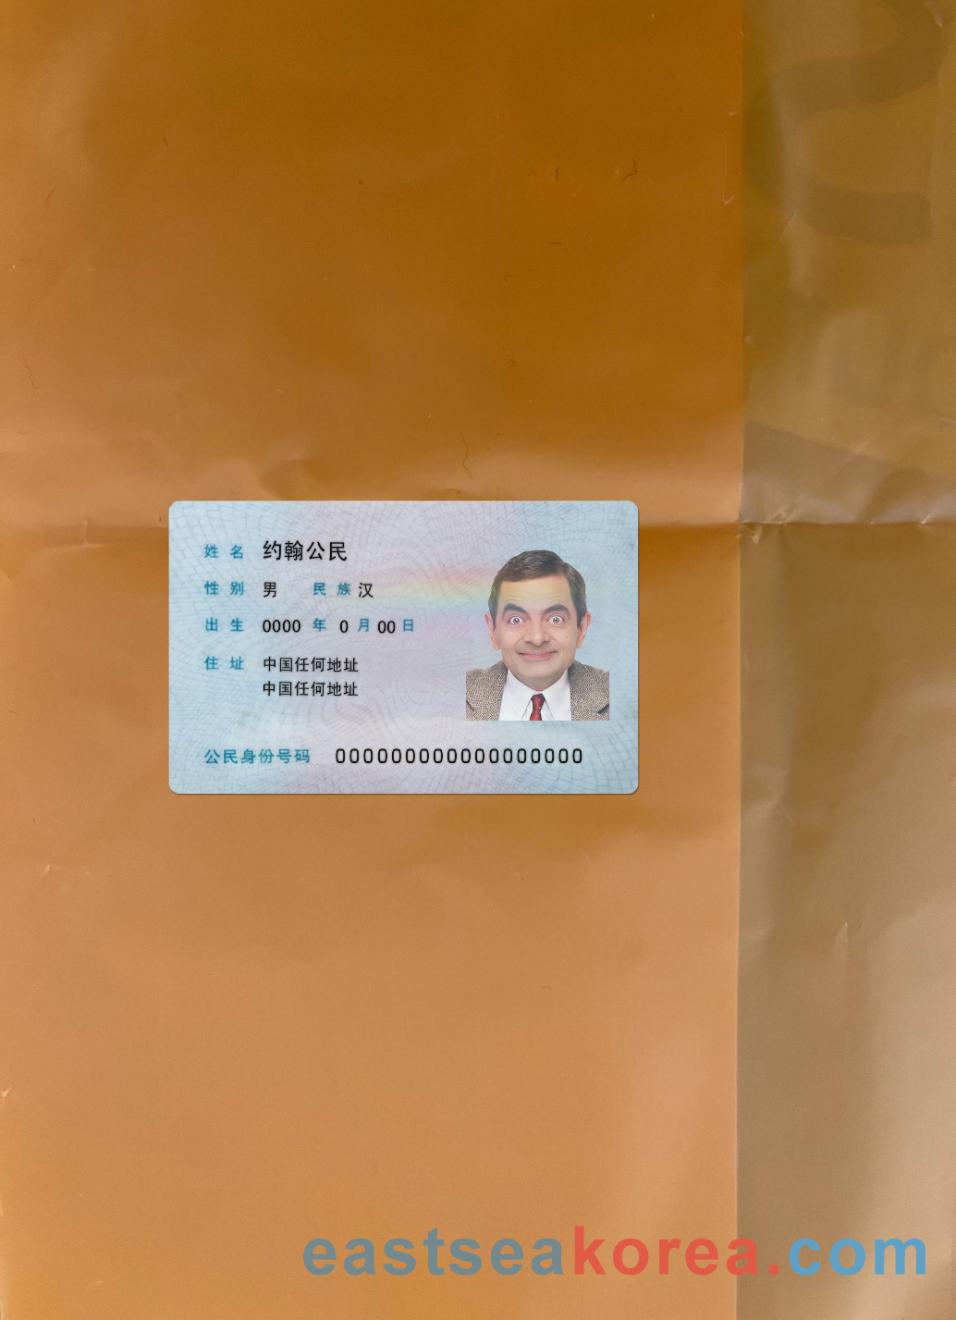 姓名 约翰公民
性别 男 民族 汉
出生 0000 年 0 月 00 日
住址 中国任何地址
中国任何地址
公民身份号码 000000000000000000
eastseakorea.com